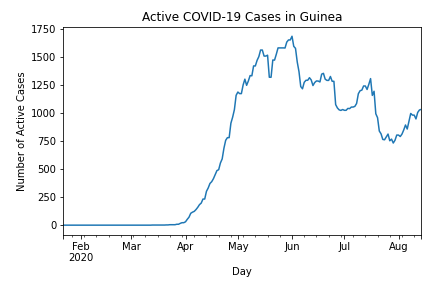 Active COVID-19 Cases in Guinea
Number of Active Cases
1750
1500
1250
1000
750
500
250
0
Feb Mar Apr May Jun Jul Aug
2020
Day